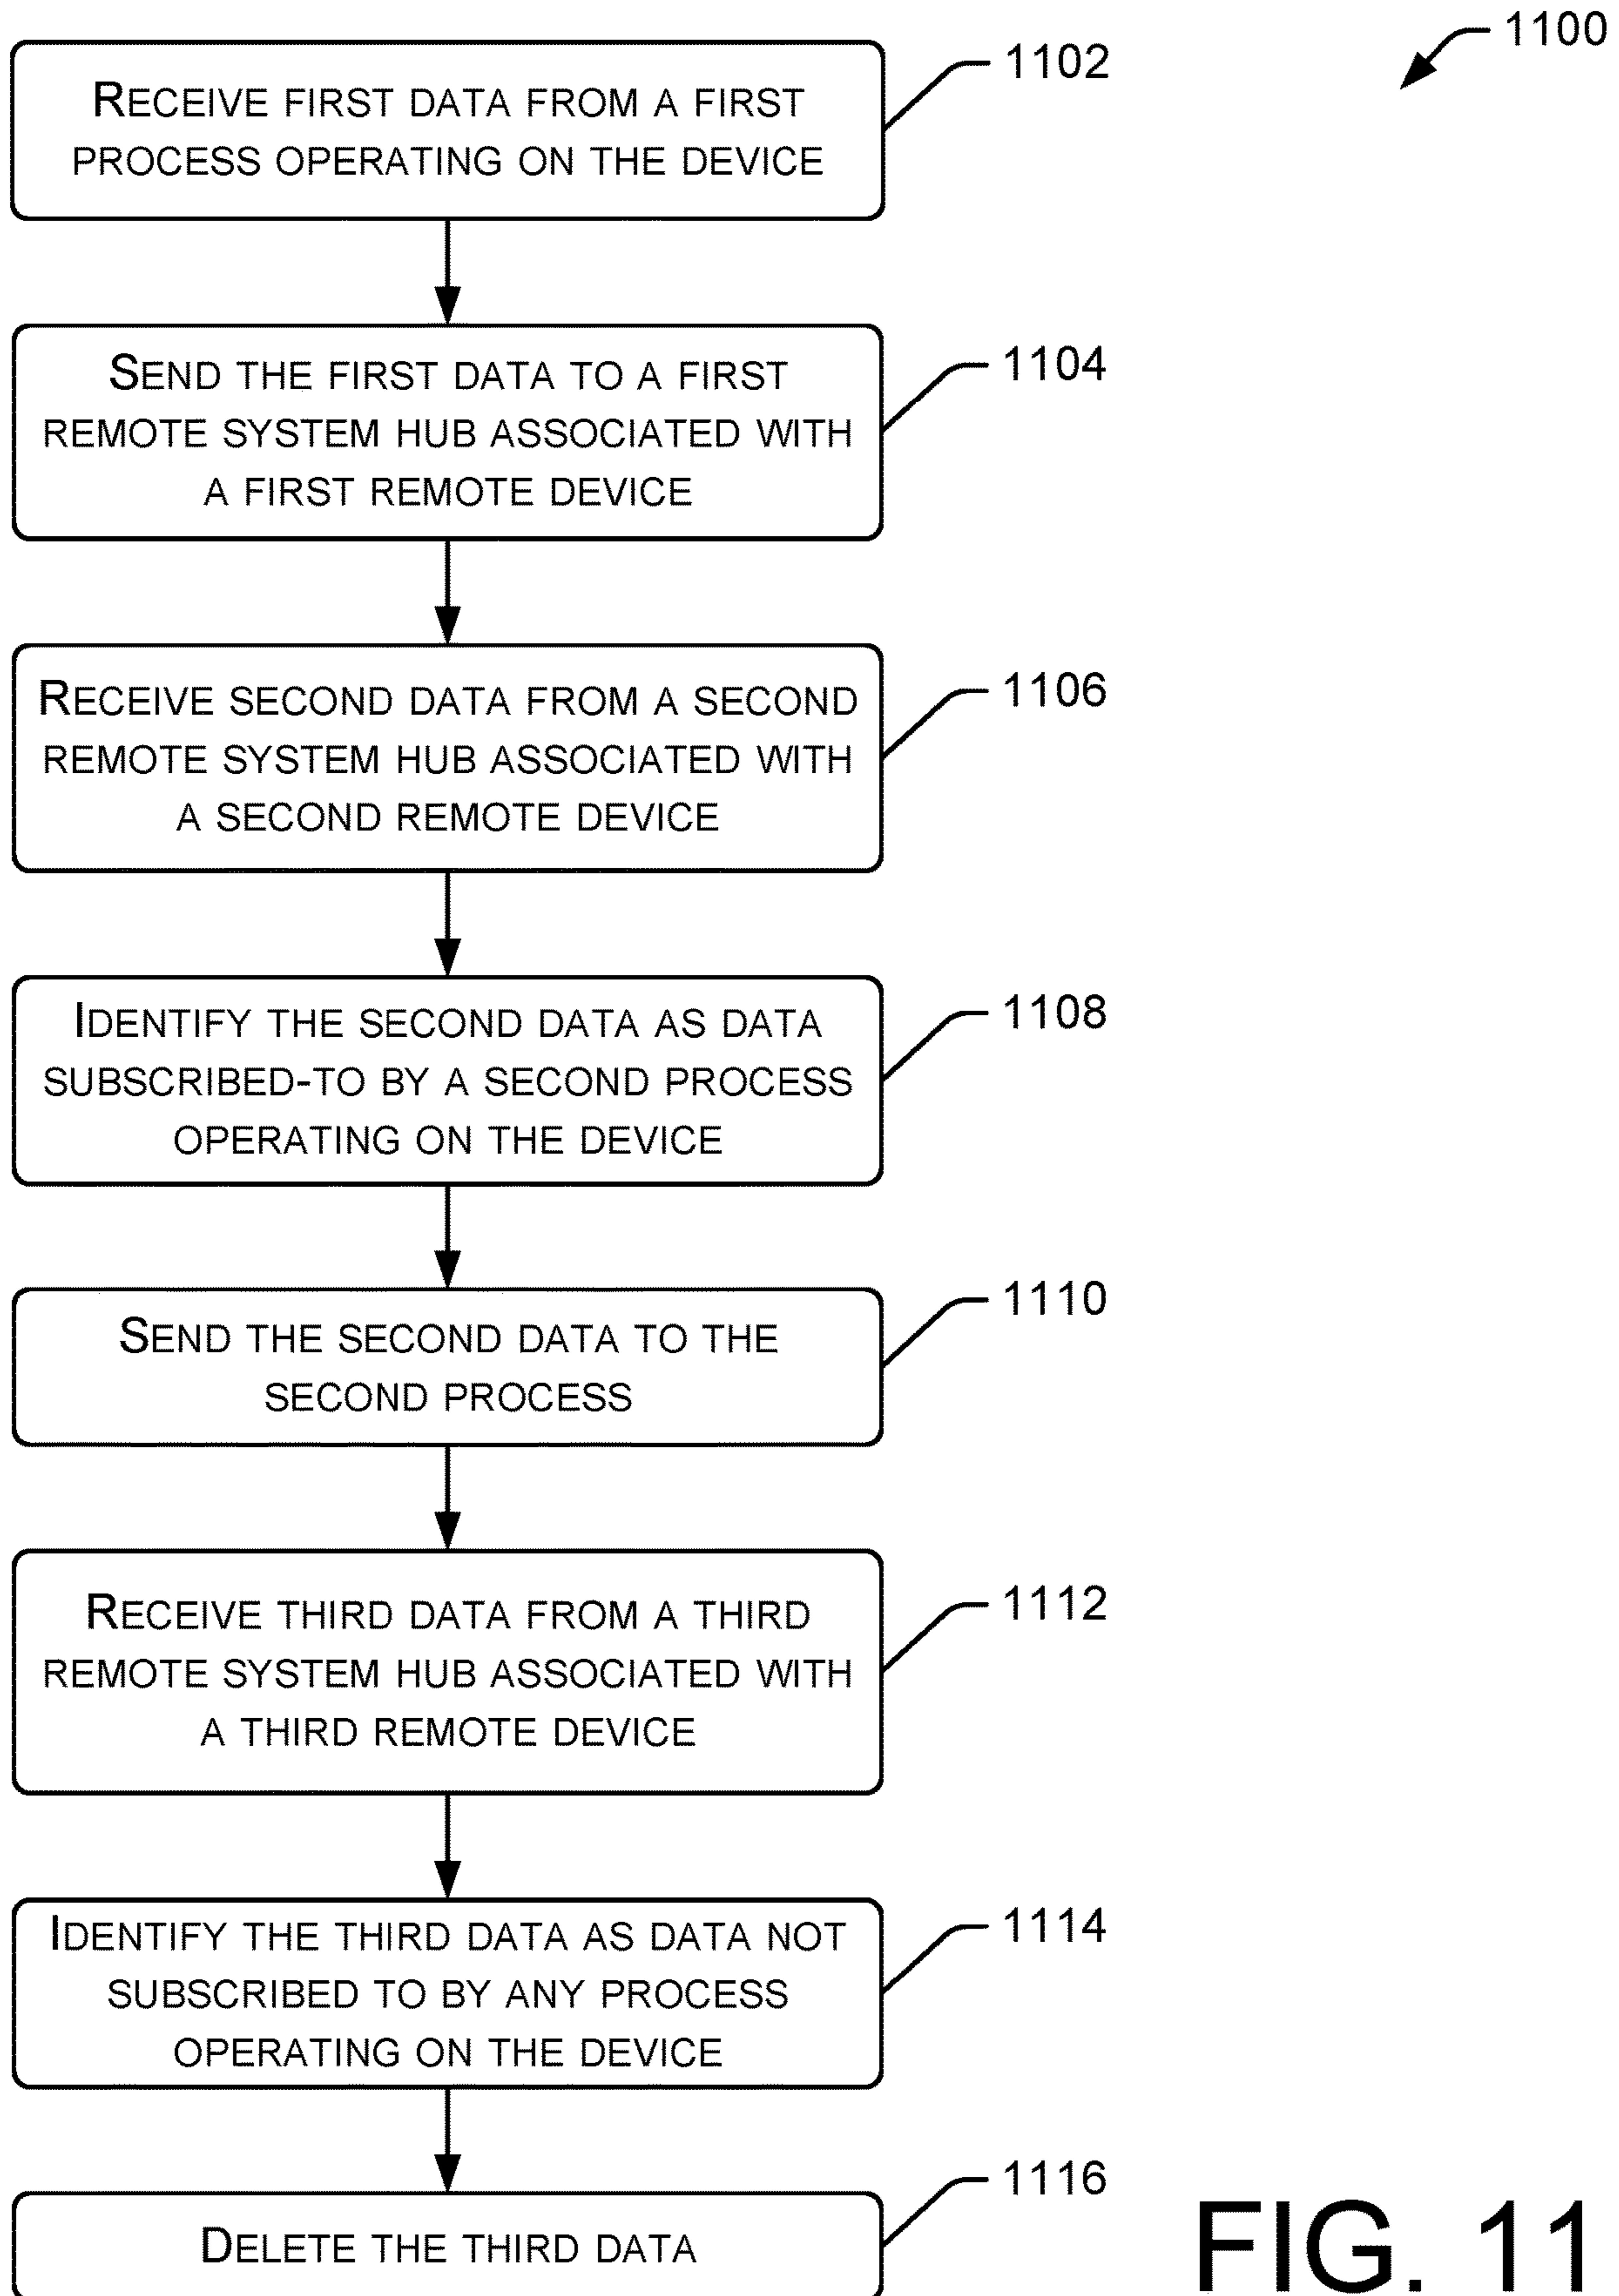 1100
RECEIVE FIRST DATA FROM A FIRST
PROCESS OPERATING ON THE DEVICE
1102
SEND THE FIRST DATA TO A FIRST
REMOTE SYSTEM HUB ASSOCIATED WITH
A FIRST REMOTE DEVICE
1104
RECEIVE SECOND DATA FROM A SECOND
REMOTE SYSTEM HUB ASSOCIATED WITH
A SECOND REMOTE DEVICE
1106
IDENTIFY THE SECOND DATA AS DATA
SUBSCRIBED-TO BY A SECOND PROCESS
OPERATING ON THE DEVICE
1108
SEND THE SECOND DATA TO THE
SECOND PROCESS
1110
RECEIVE THIRD DATA FROM A THIRD
REMOTE SYSTEM HUB ASSOCIATED WITH
A THIRD REMOTE DEVICE
1112
IDENTIFY THE THIRD DATA AS DATA NOT
SUBSCRIBED TO BY ANY PROCESS
OPERATING ON THE DEVICE
1114
DELETE THE THIRD DATA
1116
FIG. 11